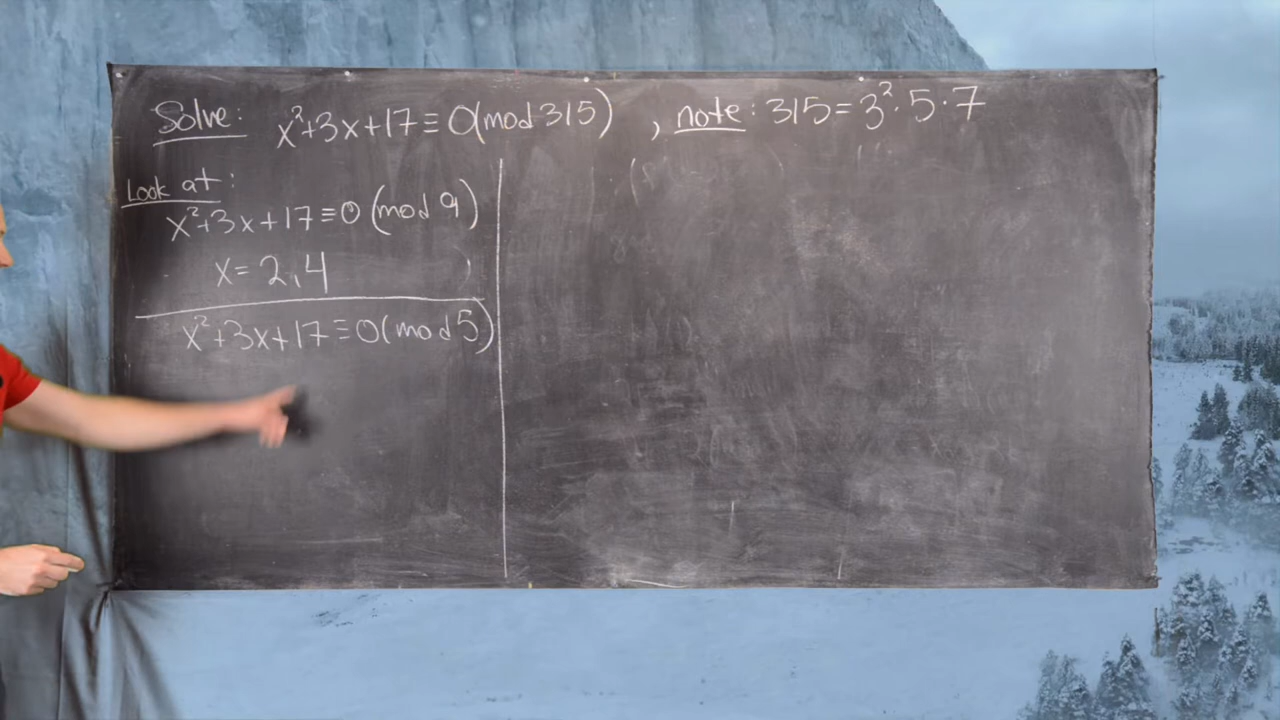 Solve: x²+3x+17≡0(mod 315), note: 315=3²·5·7
Look at:
x²+3x+17≡0 (mod 9)
x=2,4
x²+3x+17≡0(mod 5)